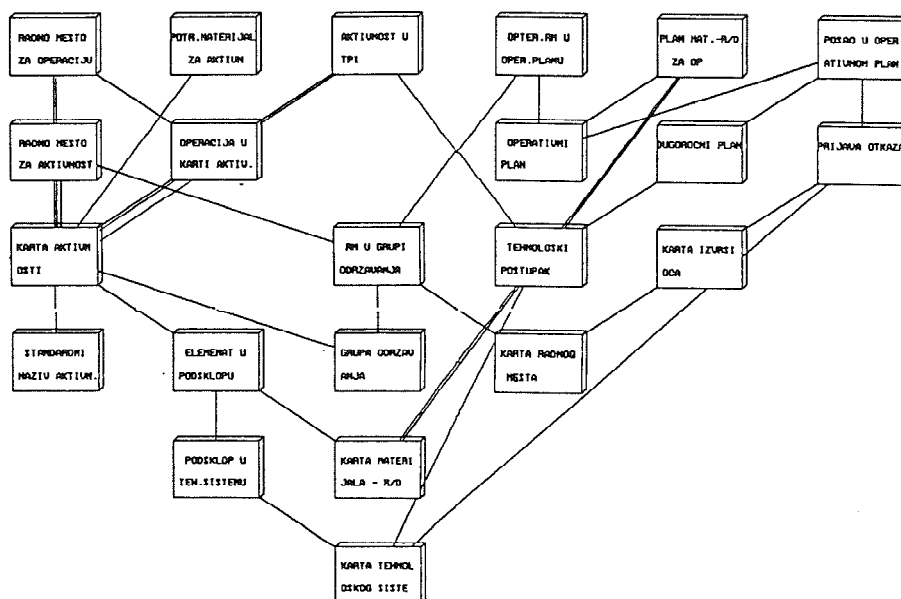 RADNO MESTO
ZA OPERACIJU
POTR.MATERIJAL
ZA AKTIVN
AKTIVNOST U
TPI
OPTER.RM U
OPER.PLANU
PLAN MAT.-R/D
ZA OP
POSAO U OPER
ATIVNOM PLAN
RADNO MESTO
ZA AKTIVNOST
OPERACIJA U
KARTI AKTIV.
OPERATIVNI
PLAN
DUGOROCNI PLAN
PRIJAVA OTKAZA
KARTA AKTIVN
OSTI
RM U GRUPI
ODRZAVANJA
TEHNOLOSKI
POSTUPAK
KARTA IZVRSI
OCA
STANDARDNI
NAZIV AKTIVN.
ELEMENAT U
PODSKLOPU
GRUPA ODRZAV
ANJA
KARTA RADNOG
MESTA
PODSKLOP U
TEH.SISTEMU
KARTA MATERI
JALA - R/D
KARTA TEHNOL
OSKOG SISTE